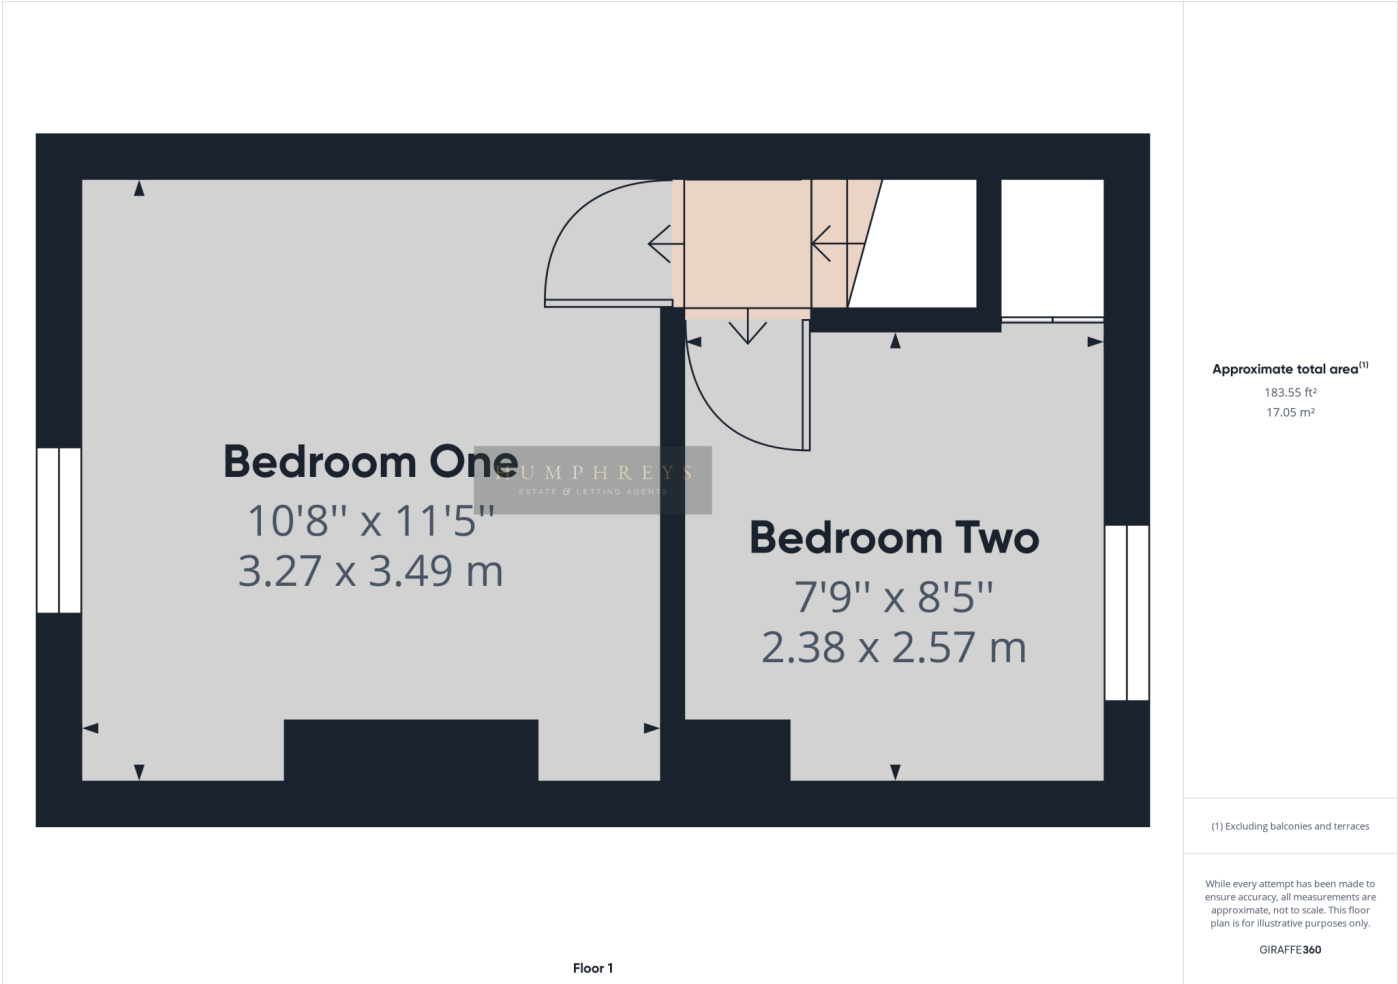 Bedroom One
10'8'' x 11'5''
3.27 x 3.49 m
HUMPHREYS
ESTATE & LETTING AGENTS
Bedroom Two
7'9'' x 8'5''
2.38 x 2.57 m
Floor 1
Approximate total area(1)
183.55 ft²
17.05 m²
(1) Excluding balconies and terraces
While every attempt has been made to
ensure accuracy, all measurements are
approximate, not to scale. This floor
plan is for illustrative purposes only.
GIRAFFE360